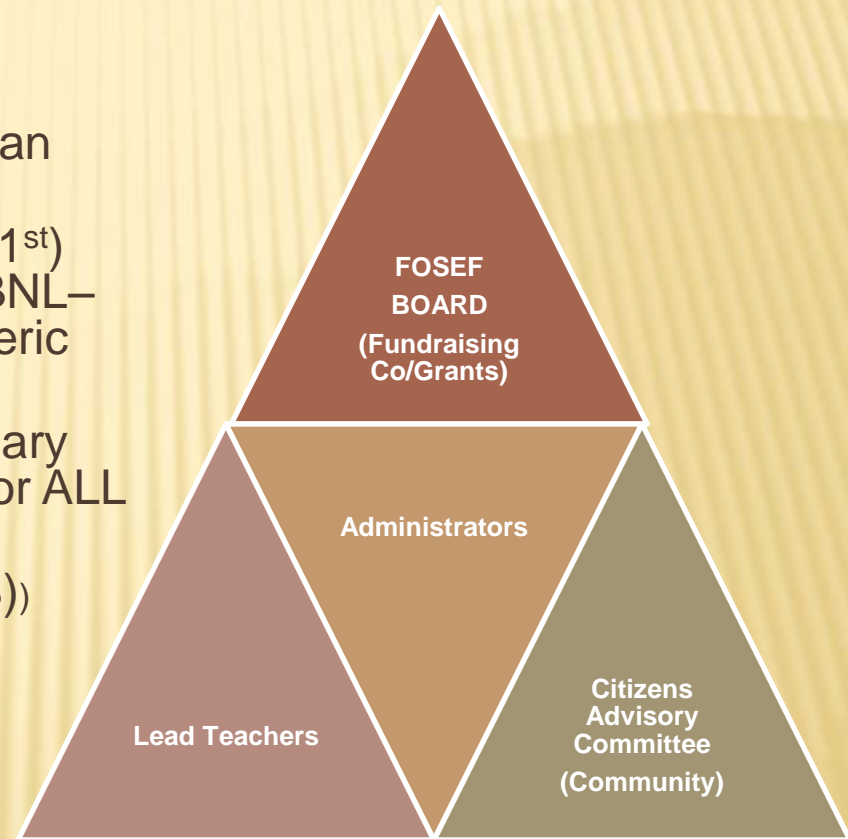 an
1st)
BNL–
eric
ary
or ALL
))
FOSEF
BOARD
(Fundraising
Co/Grants)
Administrators
Lead Teachers
Citizens
Advisory
Committee
(Community)